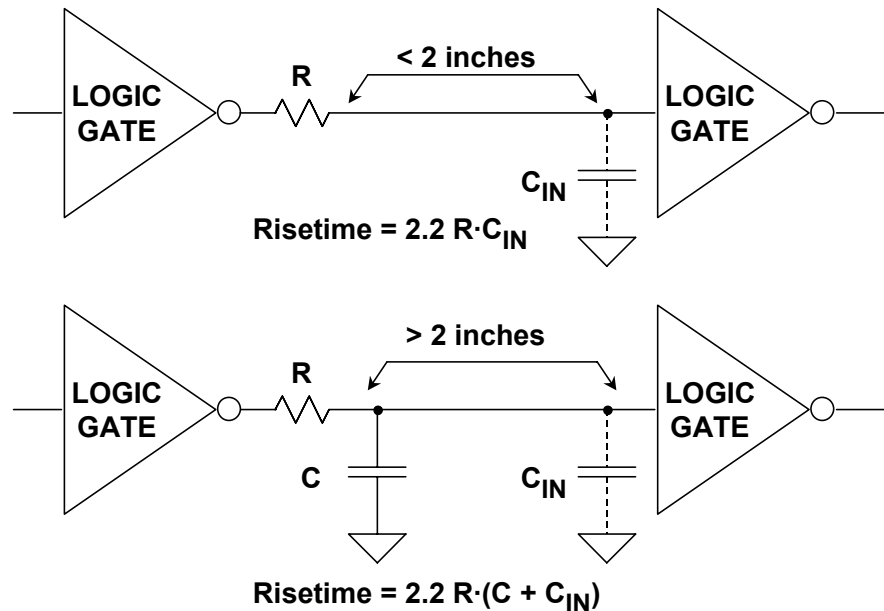 R
< 2 inches
LOGIC
GATE
LOGIC
GATE
C_IN
Risetime = 2.2 R·C_IN
R
> 2 inches
LOGIC
GATE
LOGIC
GATE
C
C_IN
Risetime = 2.2 R·(C + C_IN)